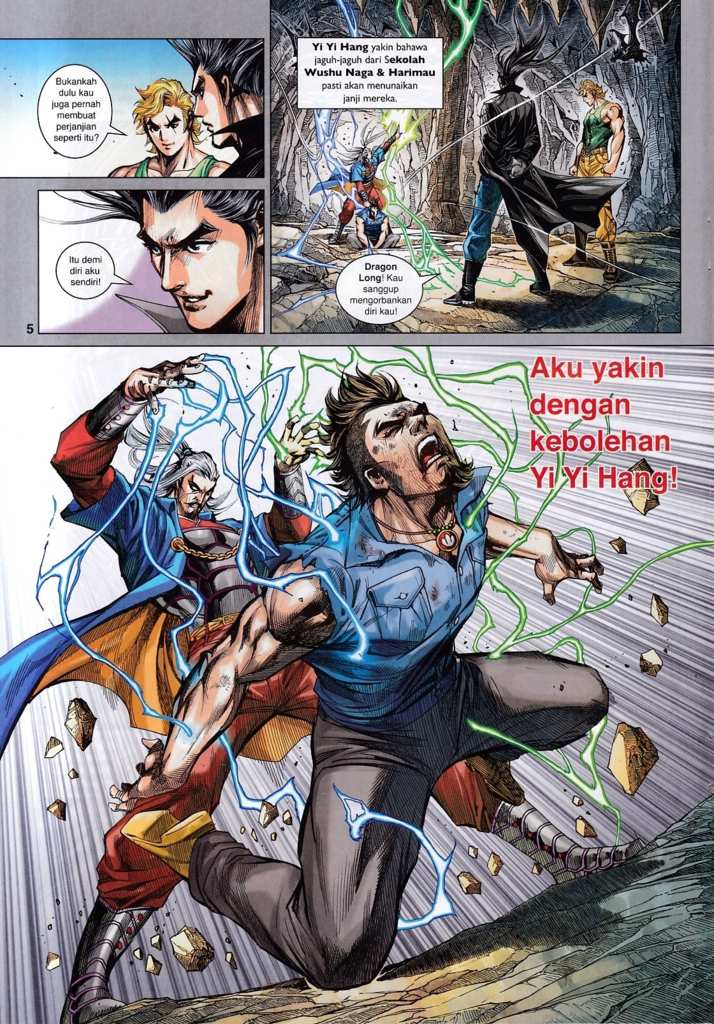 Bukankah
dulu kau
juga pernah
membuat
perjanjian
seperti itu?
Itu demi
diri aku
sendiri!
5
Yi Yi Hang yakin bahawa
jaguh-jaguh dari Sekolah
Wushu Naga & Harimau
pasti akan menunaikan
janji mereka.
Dragon
Long! Kau
sanggup
mengorbankan
diri kau!
Aku yakin
dengan
kebolehan
Yi Yi Hang!